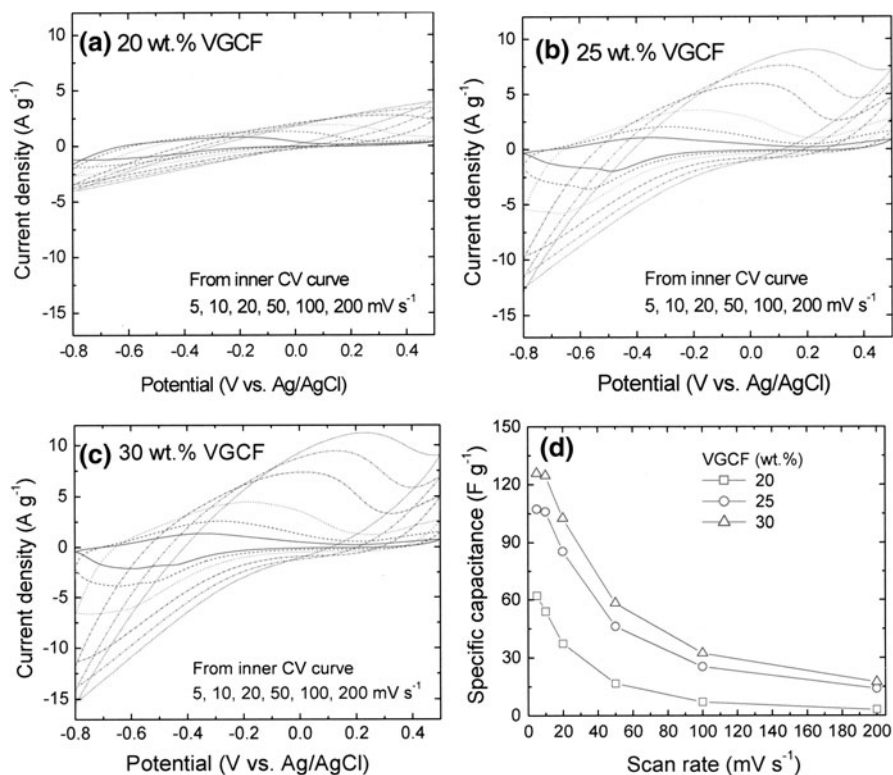 (a) 20 wt.% VGCF
10
5
0
-5
-10
-15
Current density (A g⁻¹)
From inner CV curve
5, 10, 20, 50, 100, 200 mV s⁻¹
-0.8 -0.6 -0.4 -0.2 0.0 0.2 0.4
Potential (V vs. Ag/AgCl)
(b)
25 wt.% VGCF
10
5
0
-5
-10
-15
Current density (A g⁻¹)
From inner CV curve
5, 10, 20, 50, 100, 200 mV s⁻¹
-0.8 -0.6 -0.4 -0.2 0.0 0.2 0.4
Potential (V vs. Ag/AgCl)
(c)
30 wt.% VGCF
10
5
0
-5
-10
-15
Current density (A g⁻¹)
From inner CV curve
5, 10, 20, 50, 100, 200 mV s⁻¹
-0.8 -0.6 -0.4 -0.2 0.0 0.2 0.4
Potential (V vs. Ag/AgCl)
(d)
VGCF (wt.%)
20
25
30
150
120
90
60
30
0
Specific capacitance (F g⁻¹)
0 20 40 60 80 100 120 140 160 180 200
Scan rate (mV s⁻¹)